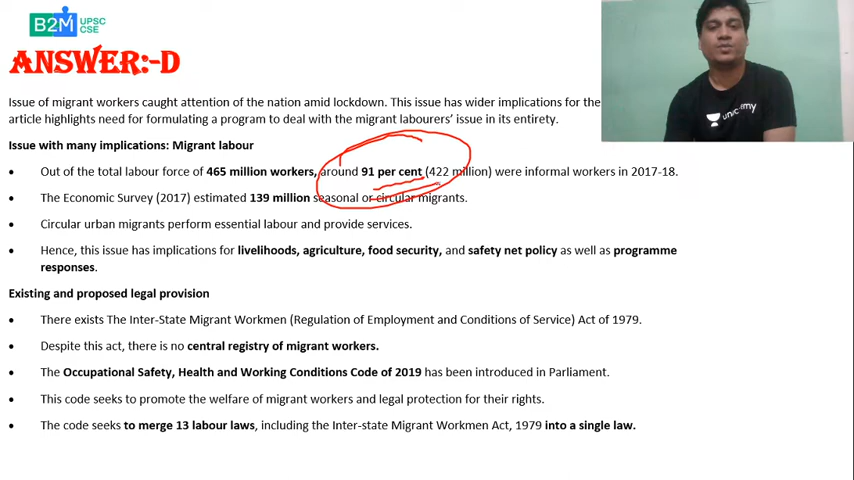 B2M UPSC
CSE
ANSWER:-D
Issue of migrant workers caught attention of the nation amid lockdown. This issue has wider implications for the
article highlights need for formulating a program to deal with the migrant labourers' issue in its entirety.
Issue with many implications: Migrant labour
• Out of the total labour force of 465 million workers, around 91 per cent (422 million) were informal workers in 2017-18.
• The Economic Survey (2017) estimated 139 million seasonal or circular migrants.
• Circular urban migrants perform essential labour and provide services.
• Hence, this issue has implications for livelihoods, agriculture, food security, and safety net policy as well as programme
responses.
Existing and proposed legal provision
• There exists The Inter-State Migrant Workmen (Regulation of Employment and Conditions of Service) Act of 1979.
• Despite this act, there is no central registry of migrant workers.
• The Occupational Safety, Health and Working Conditions Code of 2019 has been introduced in Parliament.
• This code seeks to promote the welfare of migrant workers and legal protection for their rights.
• The code seeks to merge 13 labour laws, including the Inter-state Migrant Workmen Act, 1979 into a single law.
unacademy